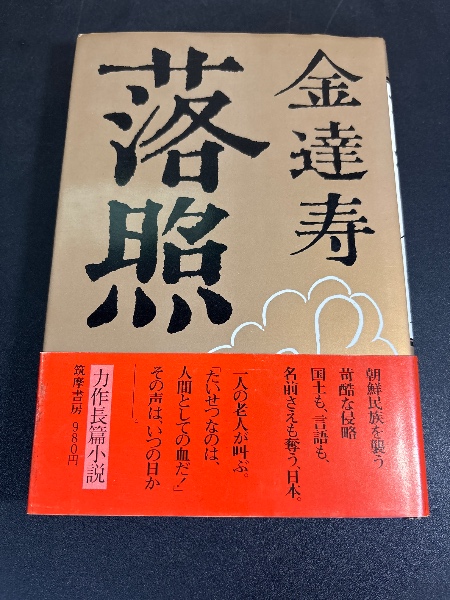 金達寿
落照
朝鮮民族を襲う
苛酷な侵略
国土も、言語も、
名前さえも奪う、日本。
一人の老人が叫ぶ。
「たいせつなのは、
人間としての血だ！」
その声は、いつの日か
———。
力作長篇小説
筑摩書房 980円